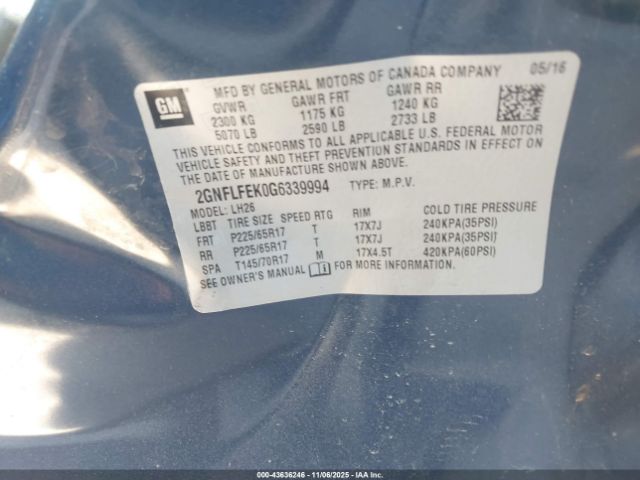 GM
MFD BY GENERAL MOTORS OF CANADA COMPANY 05/16
GVWR GAWR FRT GAWR RR
2300 KG 1175 KG 1240 KG
5070 LB 2590 LB 2733 LB
THIS VEHICLE CONFORMS TO ALL APPLICABLE U.S. FEDERAL MOTOR
VEHICLE SAFETY AND THEFT PREVENTION STANDARDS IN EFFECT ON
THE DATE OF MANUFACTURE SHOWN ABOVE.
2GNFLFEK0G6339994 TYPE: M.P.V.
MODEL: LH26
LBBT TIRE SIZE SPEED RTG RIM COLD TIRE PRESSURE
FRT P225/65R17 T 17X7J 240KPA(35PSI)
RR P225/65R17 T 17X7J 240KPA(35PSI)
SPA T145/70R17 M 17X4.5T 420KPA(60PSI)
SEE OWNER'S MANUAL FOR MORE INFORMATION.
000-43636246 - 11/06/2025 - IAAI.COM